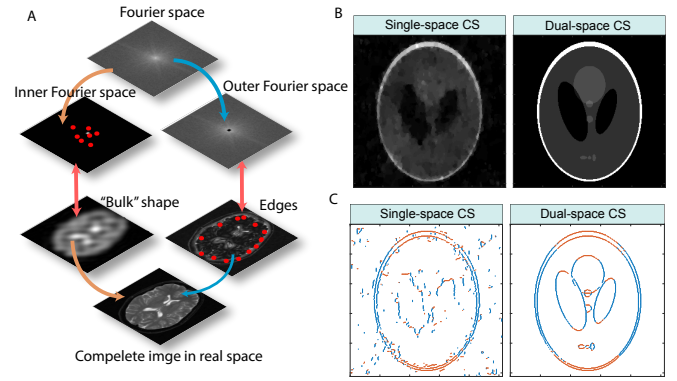 A
Fourier space
Inner Fourier space
Outer Fourier space
"Bulk" shape
Edges
Compelete imge in real space
B
Single-space CS
Dual-space CS
C
Single-space CS
Dual-space CS